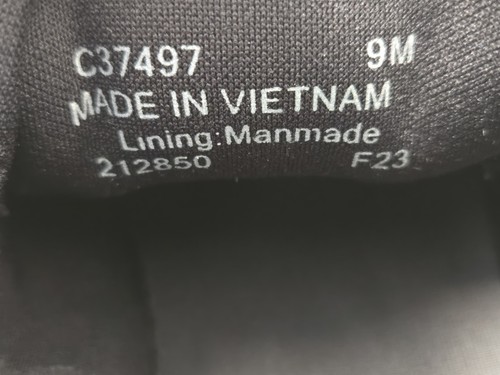 C37497 9M
MADE IN VIETNAM
Lining:Manmade
212850 F23